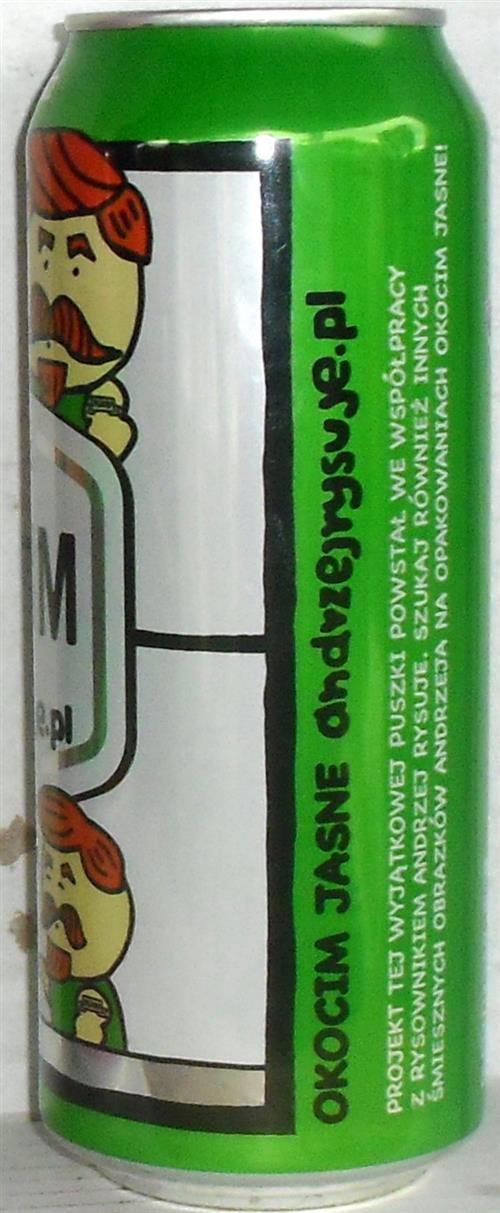 M
e.pl
OKOCIM JASNE andrzejrysuje.pl
PROJEKT TEJ WYJĄTKOWEJ PUSZKI POWSTAŁ WE WSPÓŁPRACY
Z RYSOWNIKIEM ANDRZEJ RYSUJE. SZUKAJ RÓWNIEŻ INNYCH
ŚMIESZNYCH OBRAZKÓW ANDRZEJA NA OPAKOWANIACH OKOCIM JASNE!